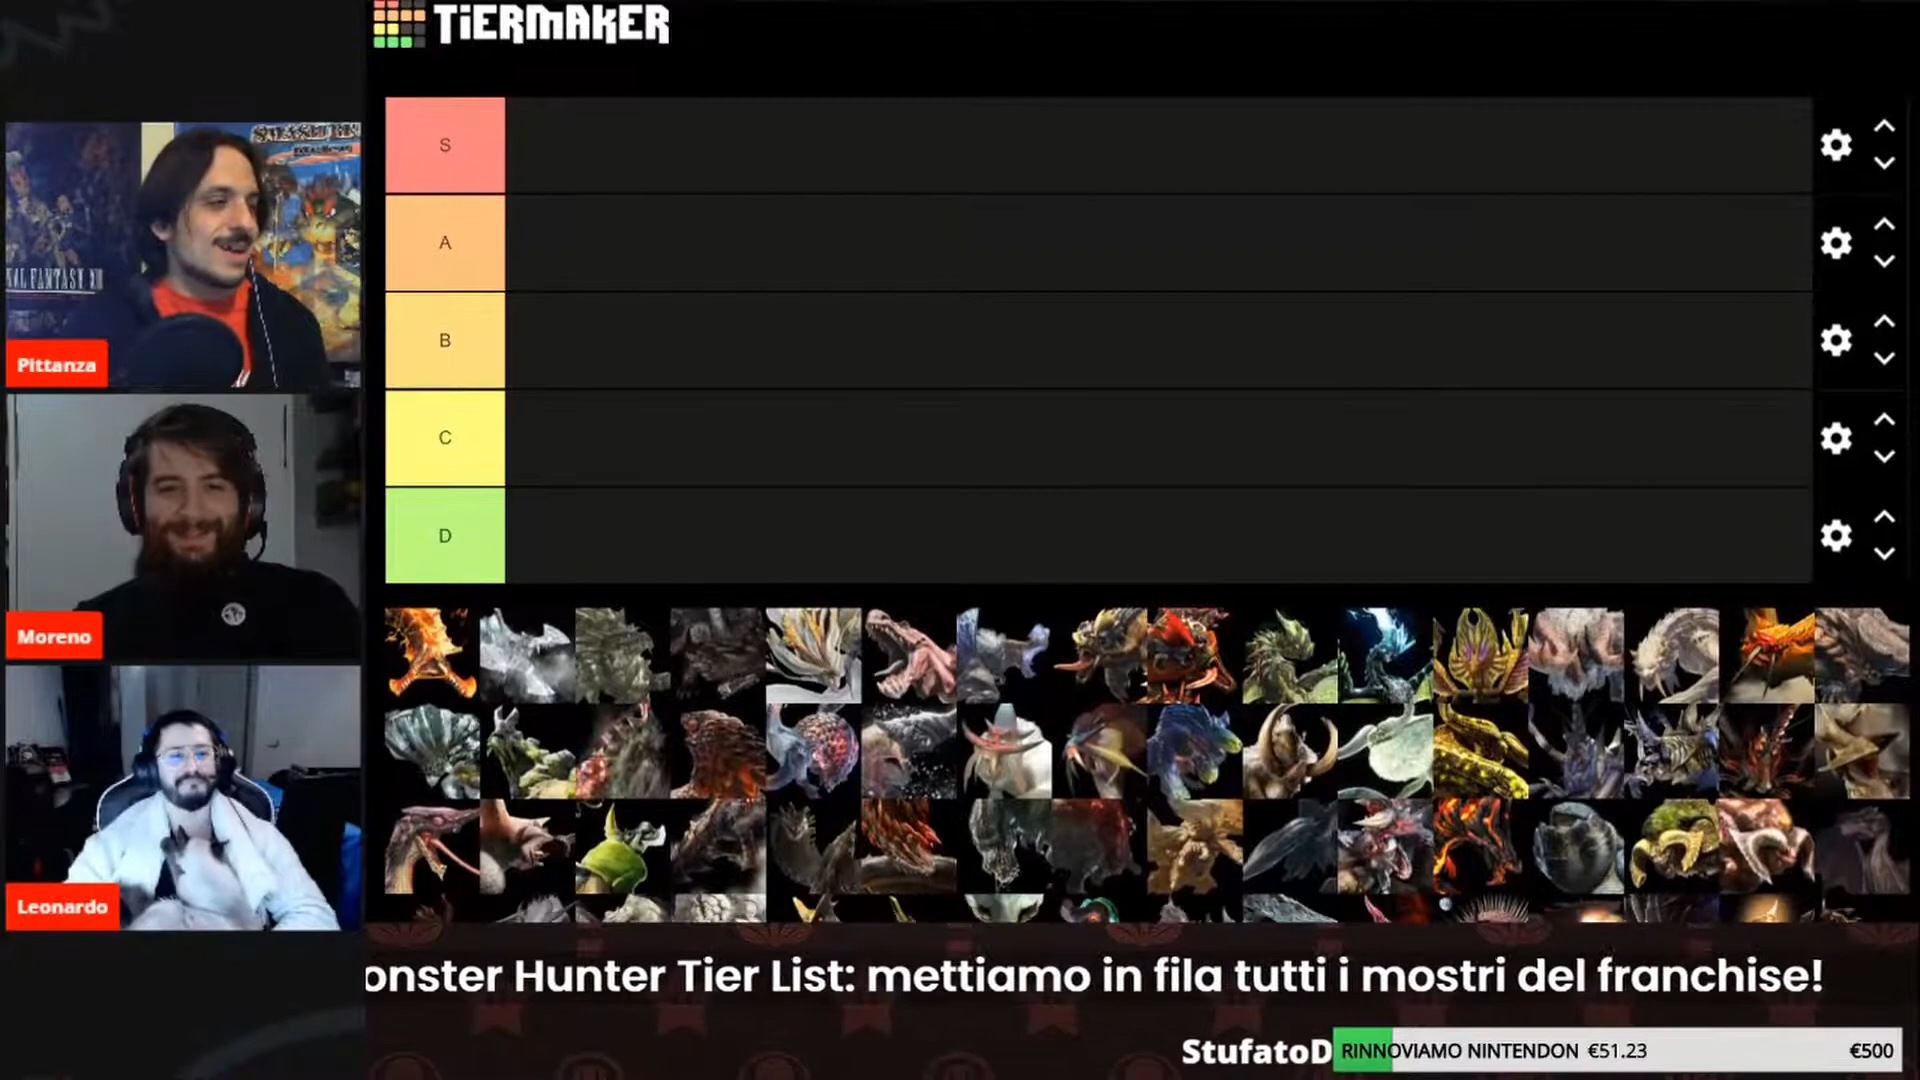 TiERMAKER
S
A
B
C
D
Pittanza
Moreno
Leonardo
onster Hunter Tier List: mettiamo in fila tutti i mostri del franchise!
StufatoD
RINNOVIAMO NINTENDON €51.23
€500